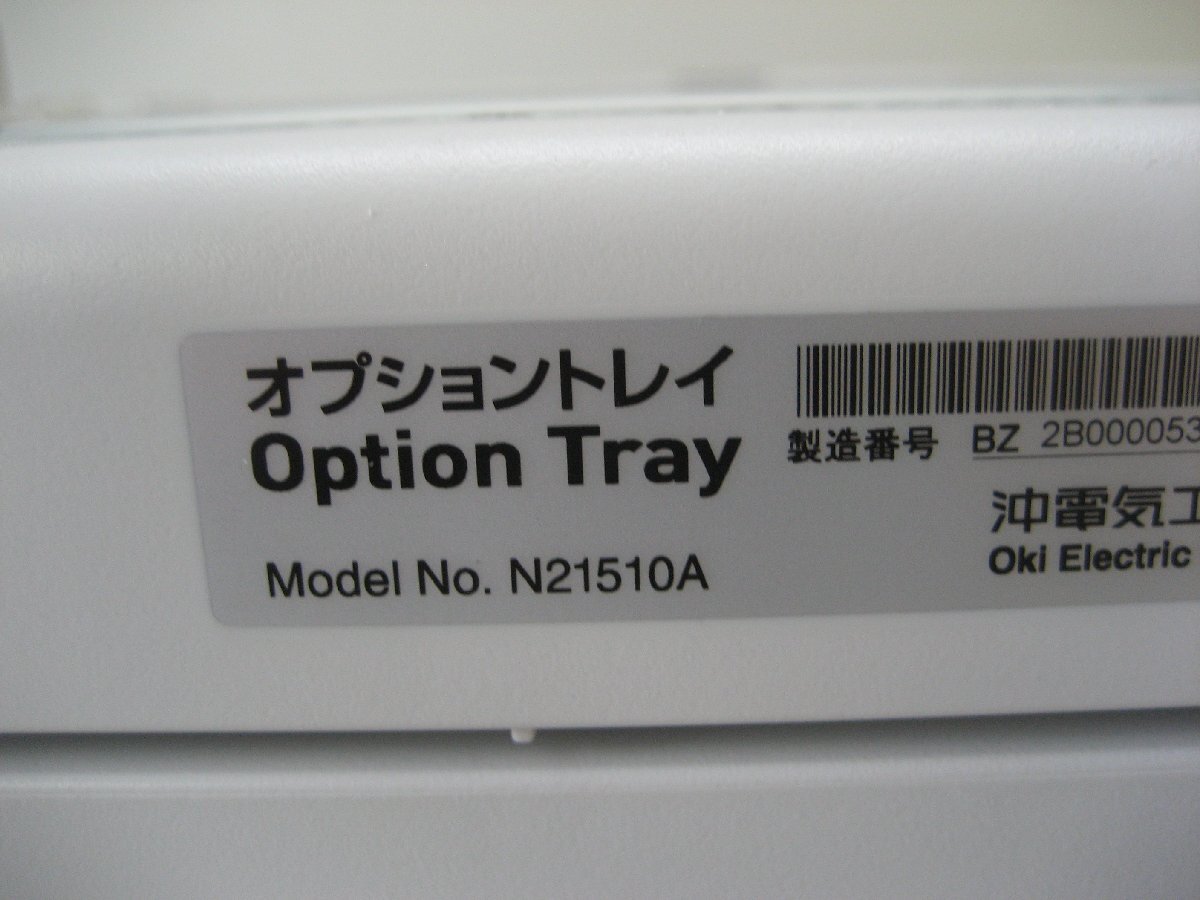 オプショントレイ
Option Tray
Model No. N21510A
製造番号 BZ 2B000053
沖電気工
Oki Electric